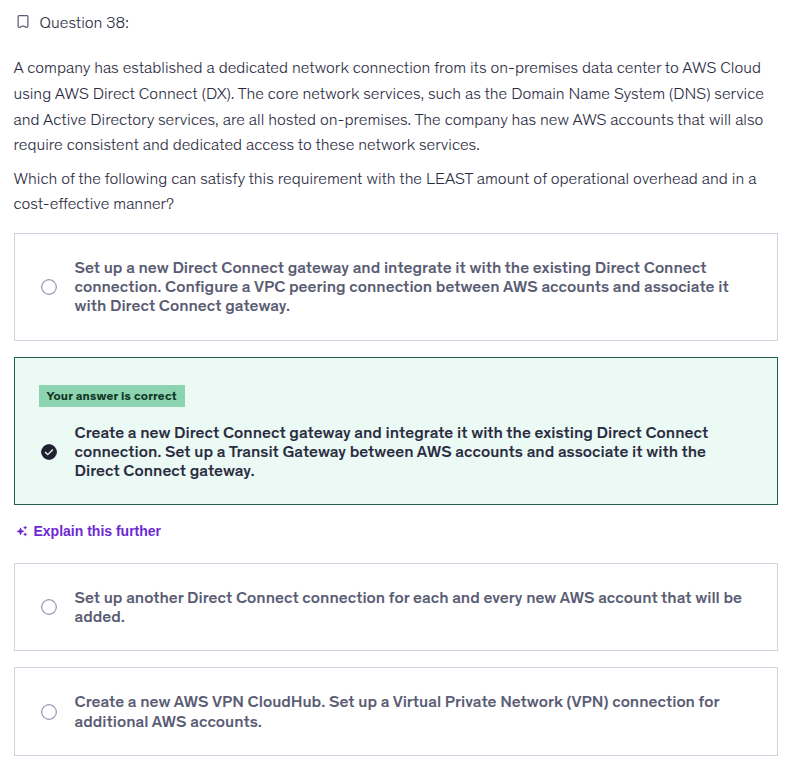 Question 38:
A company has established a dedicated network connection from its on-premises data center to AWS Cloud
using AWS Direct Connect (DX). The core network services, such as the Domain Name System (DNS) service
and Active Directory services, are all hosted on-premises. The company has new AWS accounts that will also
require consistent and dedicated access to these network services.
Which of the following can satisfy this requirement with the LEAST amount of operational overhead and in a
cost-effective manner?
Set up a new Direct Connect gateway and integrate it with the existing Direct Connect
connection. Configure a VPC peering connection between AWS accounts and associate it
with Direct Connect gateway.
Your answer is correct
Create a new Direct Connect gateway and integrate it with the existing Direct Connect
connection. Set up a Transit Gateway between AWS accounts and associate it with the
Direct Connect gateway.
Explain this further
Set up another Direct Connect connection for each and every new AWS account that will be
added.
Create a new AWS VPN CloudHub. Set up a Virtual Private Network (VPN) connection for
additional AWS accounts.